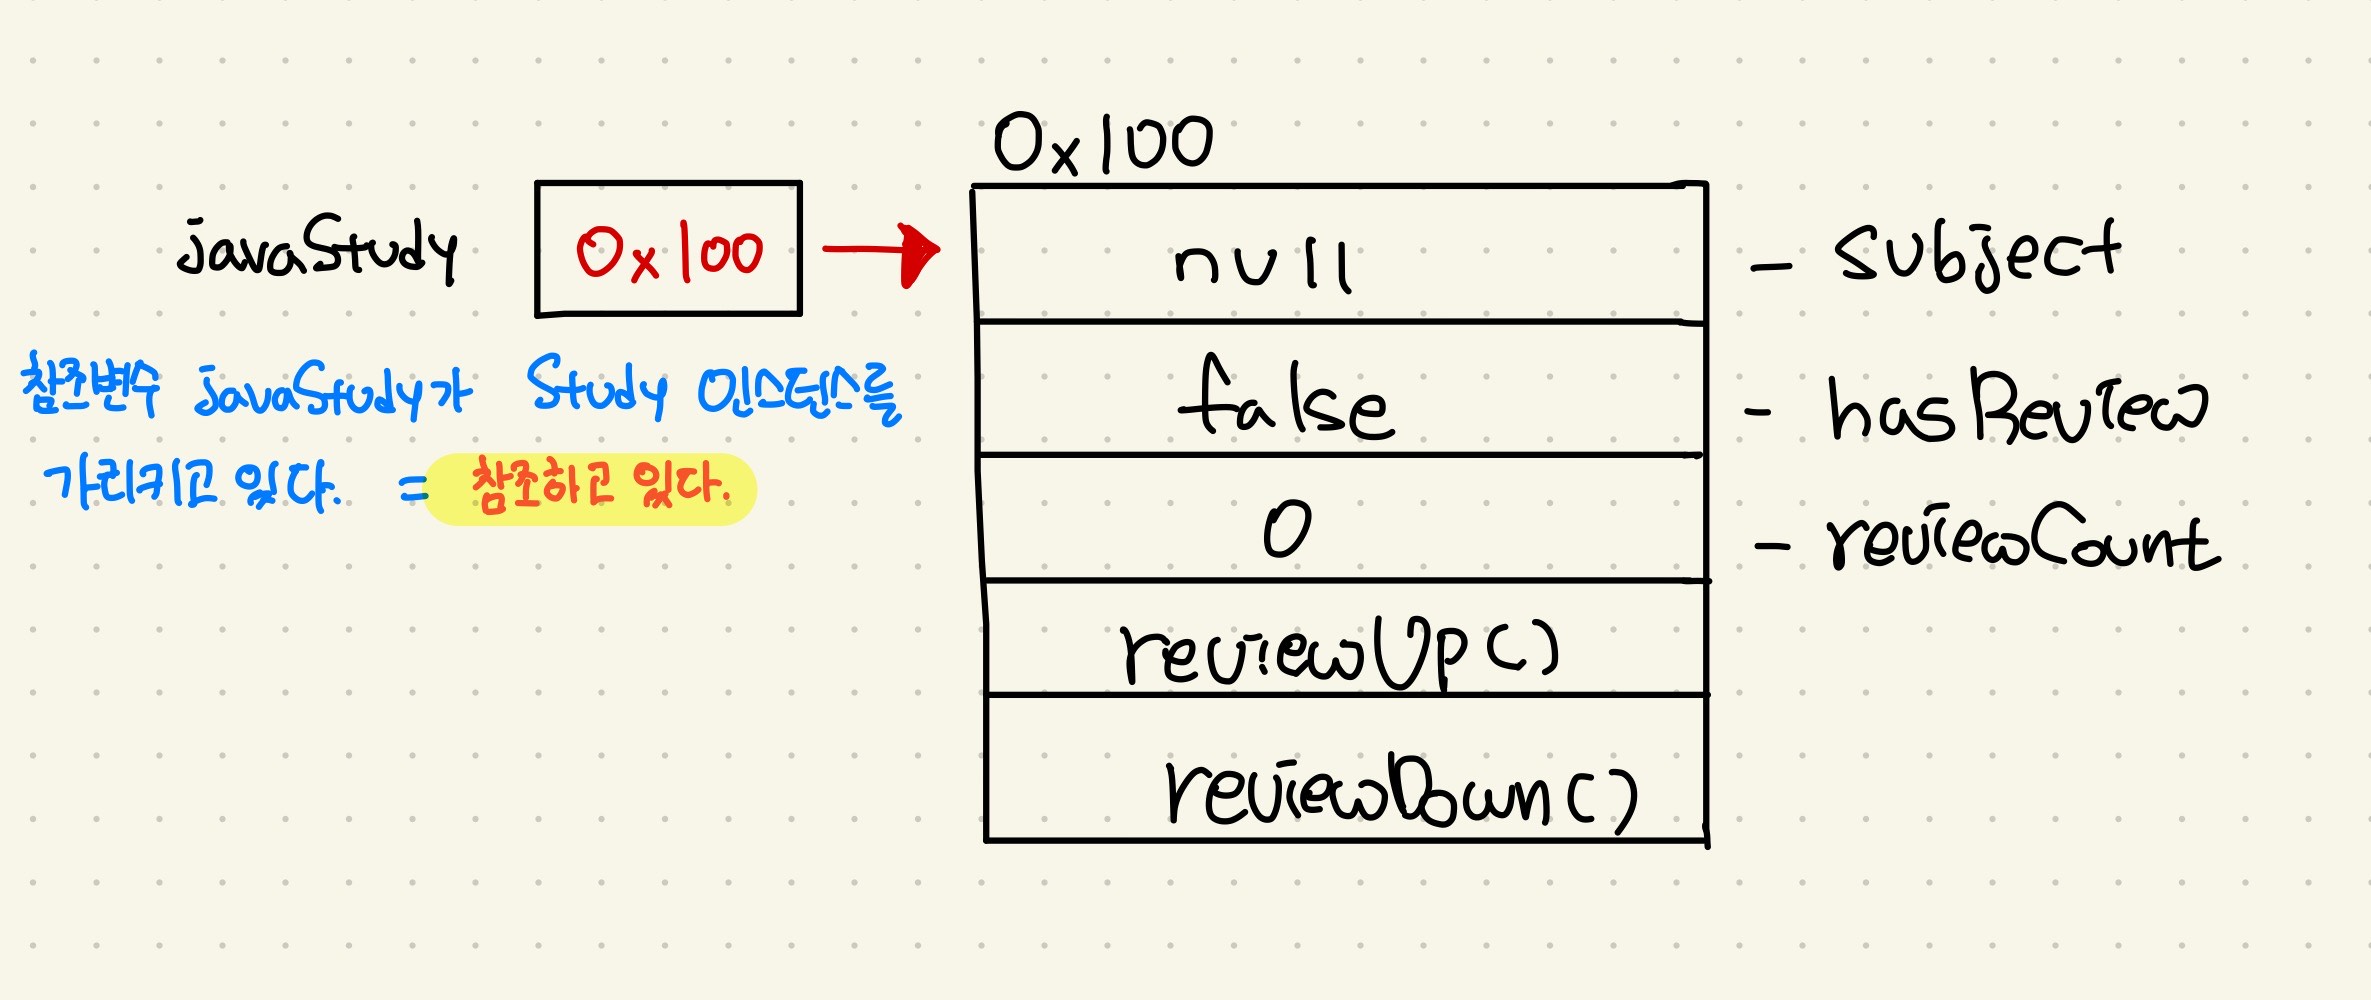 0x100
javaStudy 0x100 → null - subject
참조변수 javaStudy가 Study 인스턴스를
false - hasReview
가리키고 있다. = 참조하고 있다.
0 - reviewCount
reviewUp()
reviewDown()